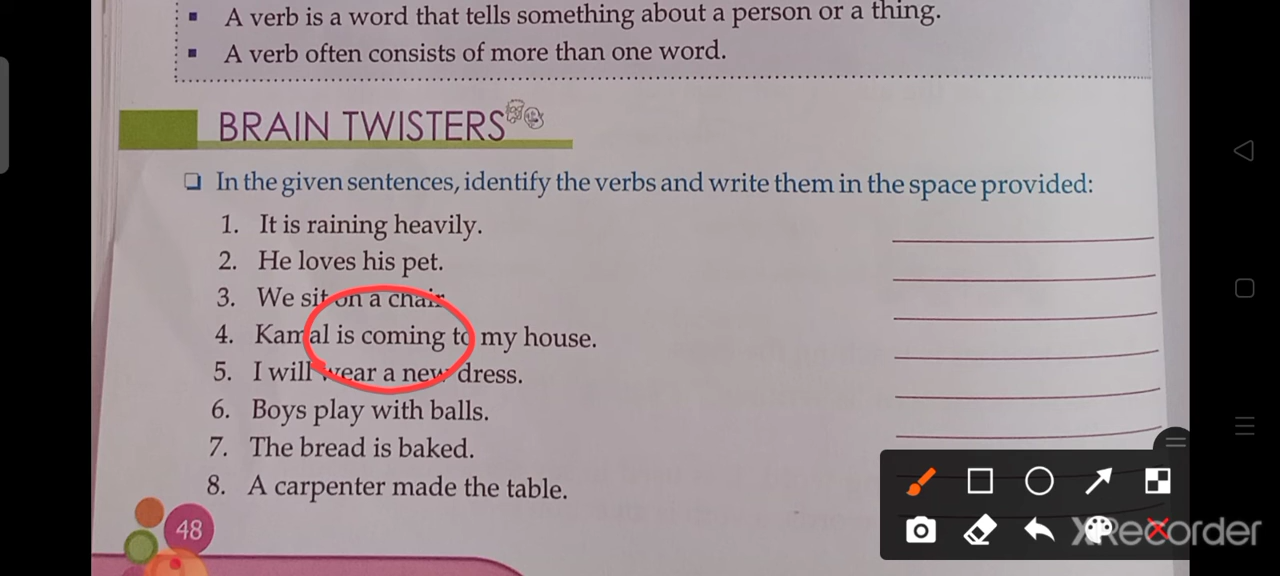 A verb is a word that tells something about a person or a thing.
A verb often consists of more than one word.
BRAIN TWISTERS
In the given sentences, identify the verbs and write them in the space provided:
1. It is raining heavily.
2. He loves his pet.
3. We sit on a chair
4. Kamal is coming to my house.
5. I will wear a new dress.
6. Boys play with balls.
7. The bread is baked.
8. A carpenter made the table.
48
XRecorder